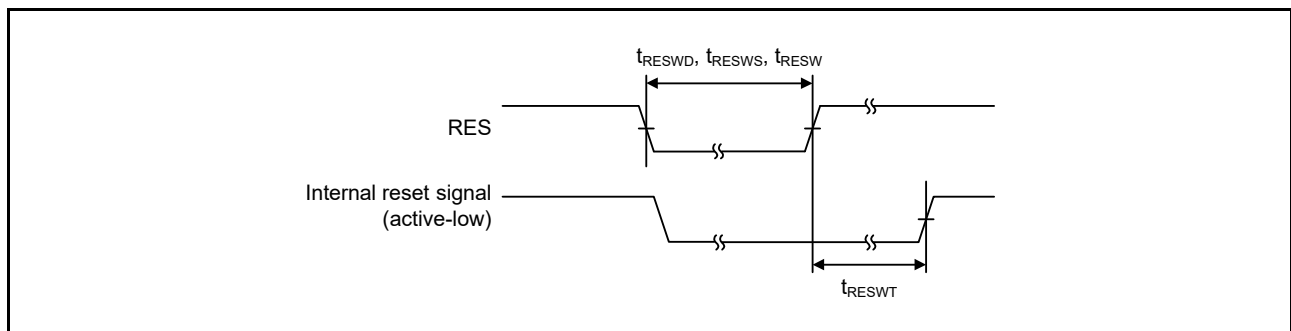 tRESWD, tRESWS, tRESW
RES
Internal reset signal
(active-low)
tRESWT